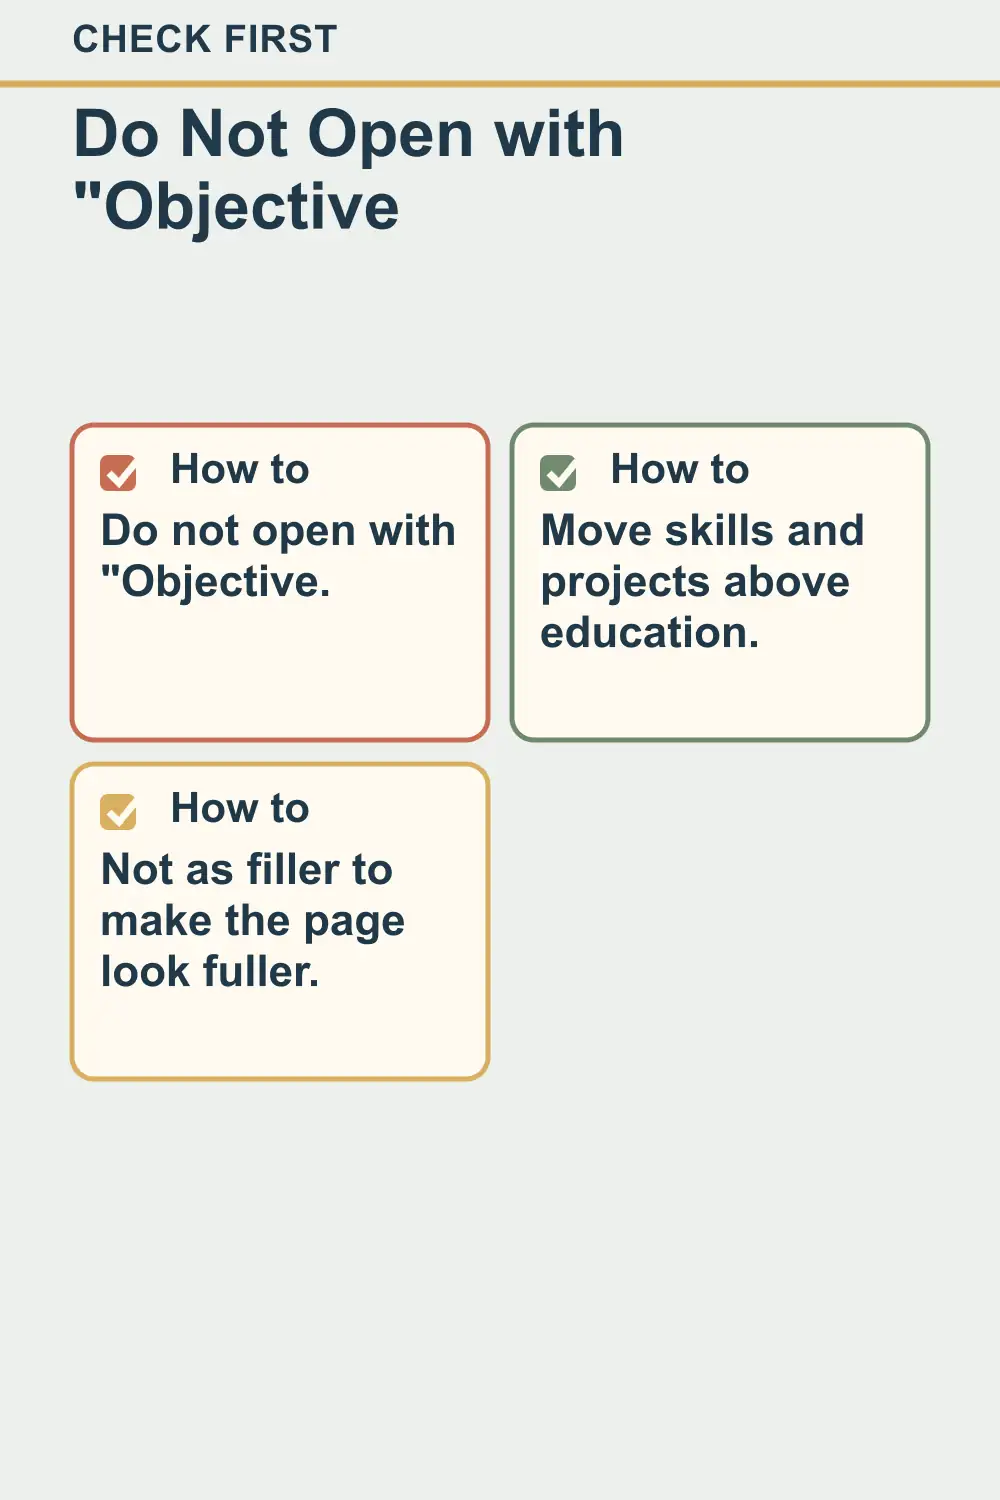 CHECK FIRST
Do Not Open with
"Objective
How to
Do not open with
"Objective.
How to
Move skills and
projects above
education.
How to
Not as filler to
make the page
look fuller.